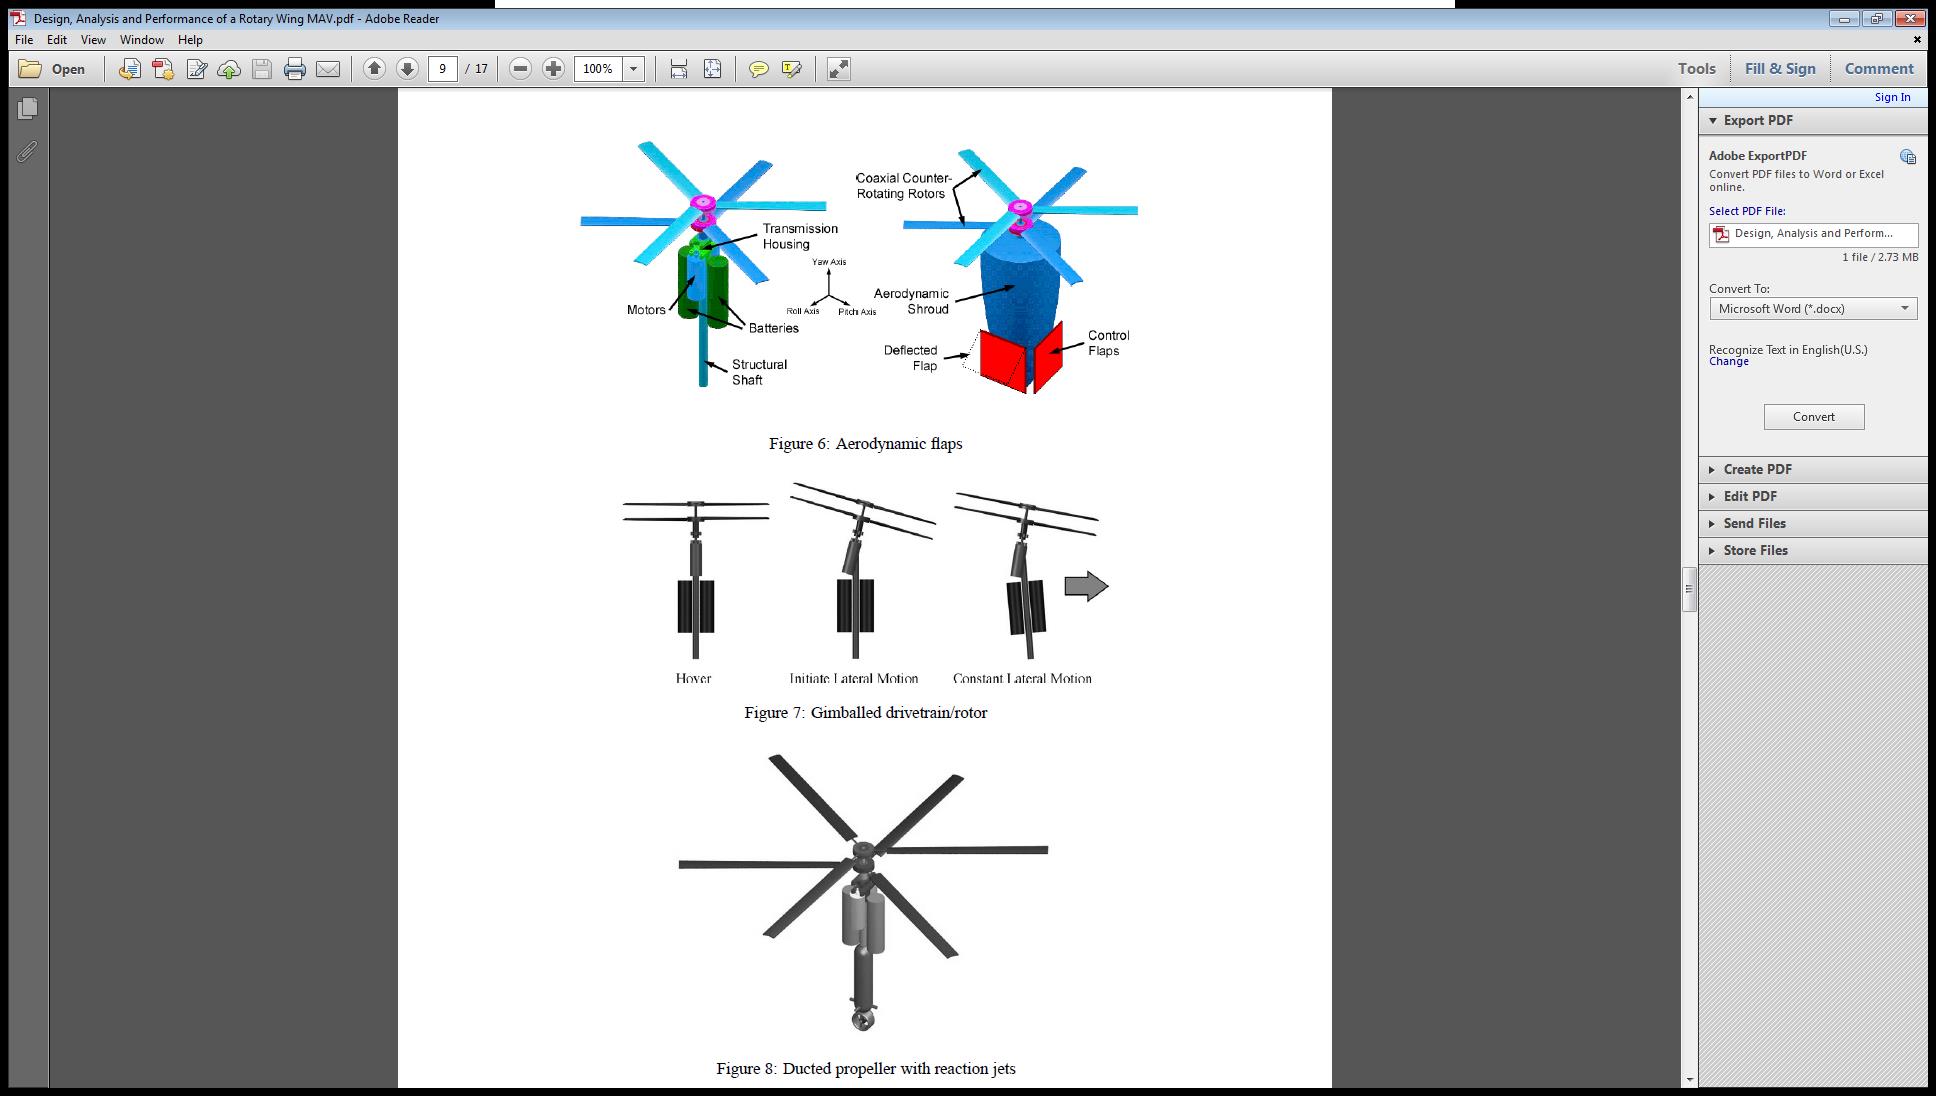 Design, Analysis and Performance of a Rotary Wing MAV.pdf - Adobe Reader
File Edit View Window Help
Open 9 / 17 100% Tools Fill & Sign Comment
Sign In
Export PDF
Adobe ExportPDF
Convert PDF files to Word or Excel
online.
Select PDF File:
Design, Analysis and Perform...
1 file / 2.73 MB
Convert To:
Microsoft Word (*.docx)
Recognize Text in English(U.S.)
Change
Convert
Create PDF
Edit PDF
Send Files
Store Files
Transmission
Housing
Motors
Batteries
Structural
Shaft
Yaw Axis
Roll Axis
Pitch Axis
Coaxial Counter-
Rotating Rotors
Aerodynamic
Shroud
Deflected
Flap
Control
Flaps
Figure 6: Aerodynamic flaps
Hover
Initiate Lateral Motion
Constant Lateral Motion
Figure 7: Gimballed drivetrain/rotor
Figure 8: Ducted propeller with reaction jets